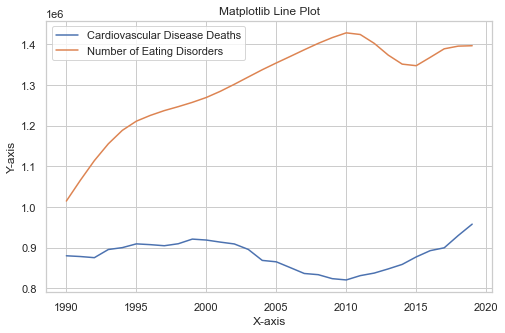 Matplotlib Line Plot
1e6
Cardiovascular Disease Deaths
Number of Eating Disorders
1.4
1.3
1.2
1.1
1.0
0.9
0.8
Y-axis
1990 1995 2000 2005 2010 2015 2020
X-axis